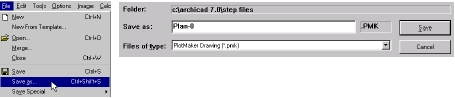 File Edit Tools Options Image Calc
New Ctrl+N
New From Template...
Open... Ctrl+O
Merge...
Close Ctrl+W
Save Ctrl+S
Save as... Ctrl+Shift+S
Save Special
Folder: c:\archicad 7.0\step files
Save as: Plan-0 .PMK Save
Files of type: PlotMaker Drawing (*.pmk) Cancel